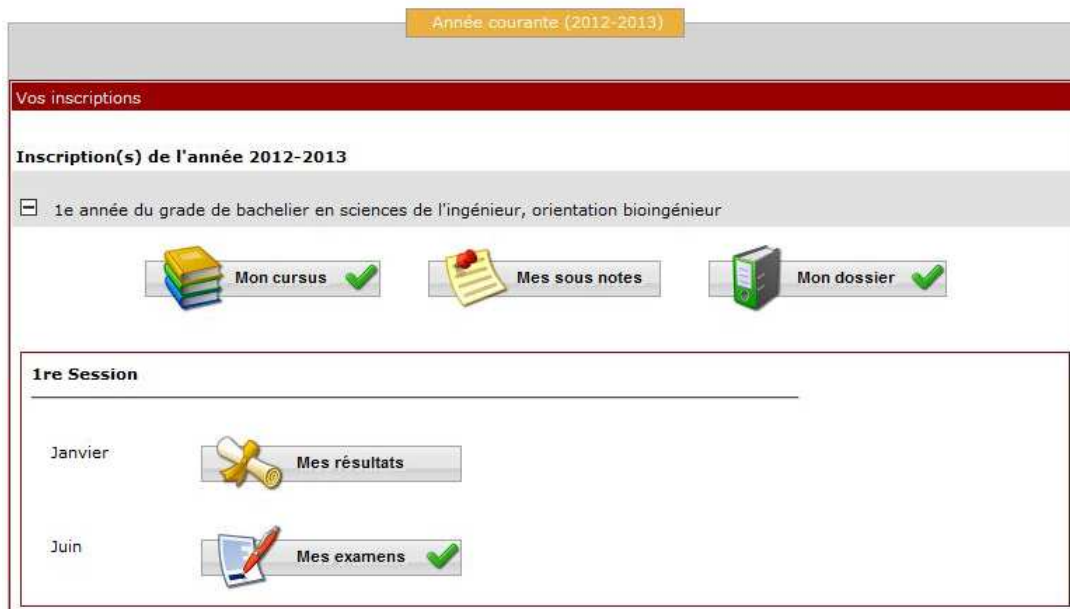 Année courante (2012-2013)
Vos inscriptions
Inscription(s) de l'année 2012-2013
1e année du grade de bachelier en sciences de l'ingénieur, orientation bioingénieur
Mon cursus
Mes sous notes
Mon dossier
1re Session
Janvier
Mes résultats
Juin
Mes examens